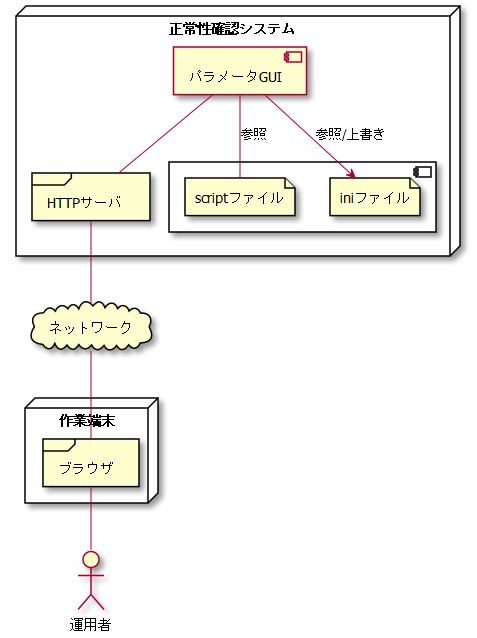 正常性確認システム
パラメータGUI
参照
参照/上書き
HTTPサーバ
scriptファイル
iniファイル
ネットワーク
作業端末
ブラウザ
運用者